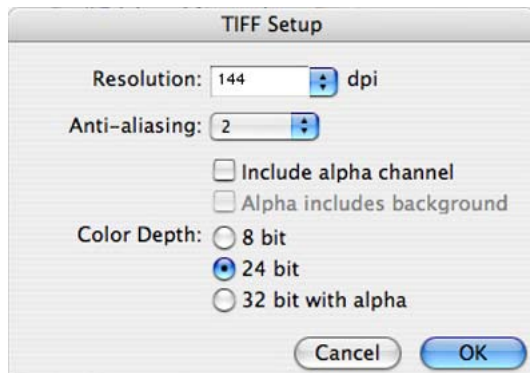 TIFF Setup
Resolution: 144 dpi
Anti-aliasing: 2
Include alpha channel
Alpha includes background
Color Depth: 8 bit
24 bit
32 bit with alpha
Cancel OK